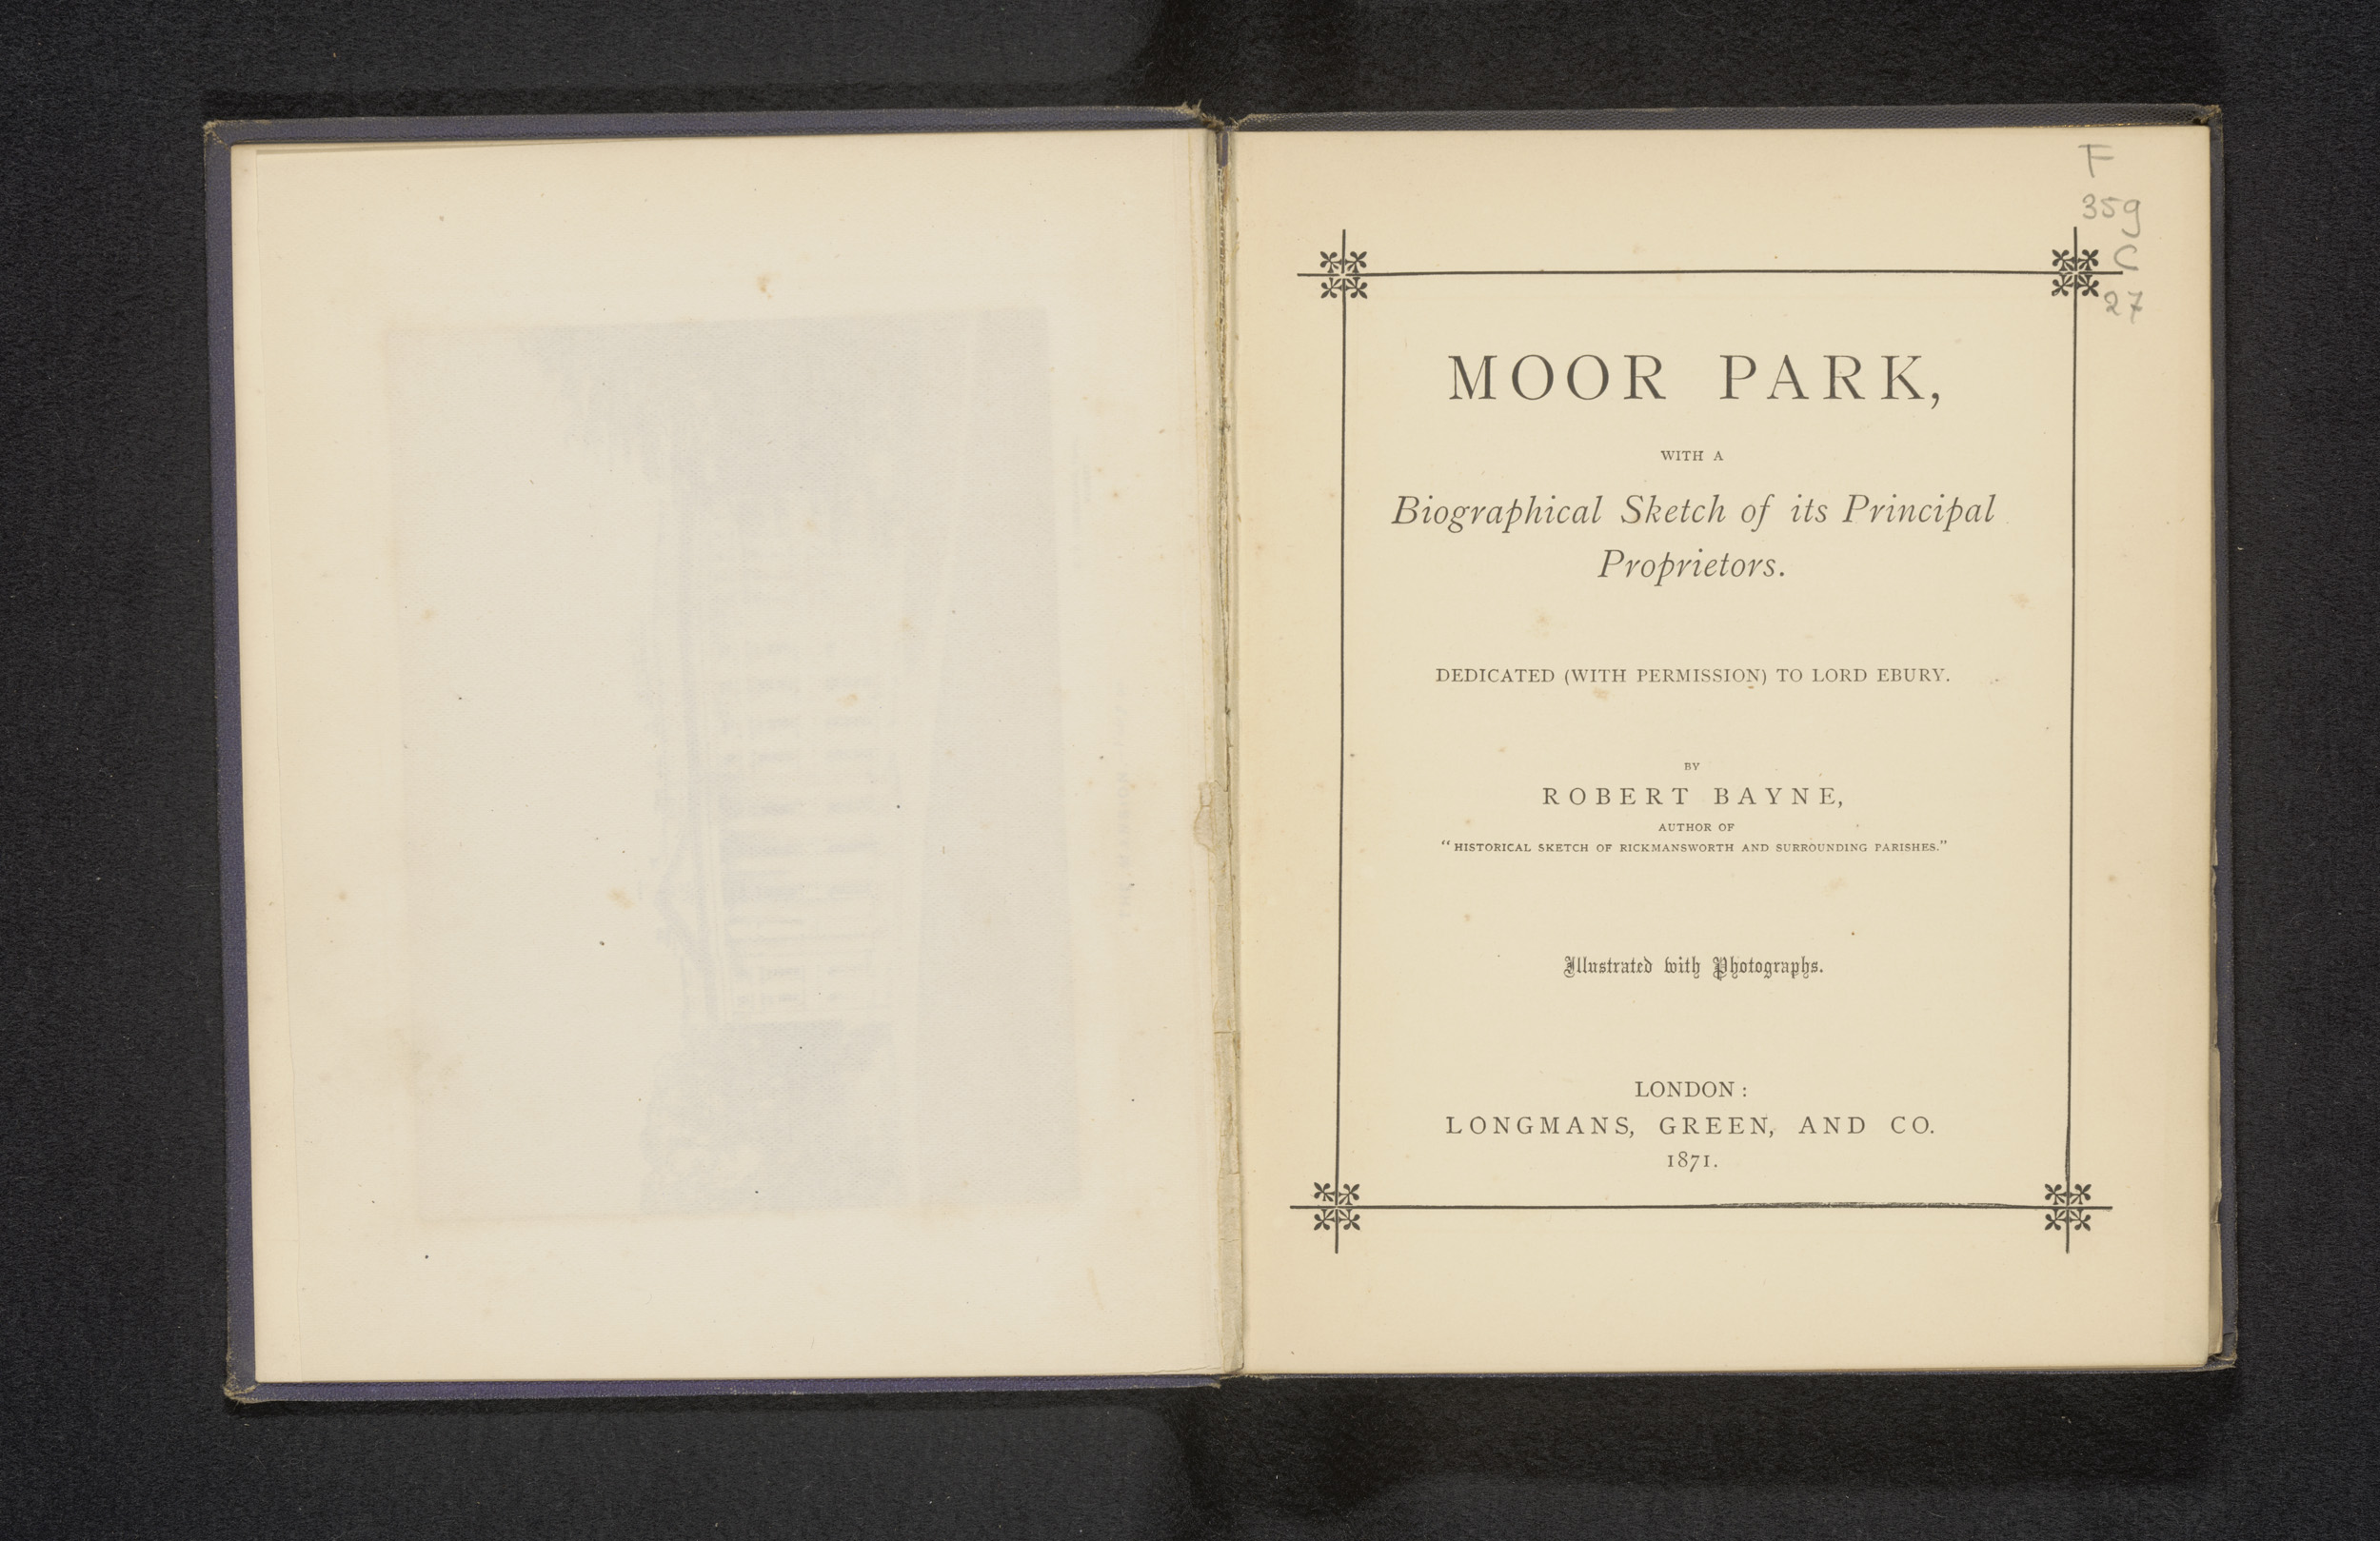 F
359
C
27
MOOR PARK,
WITH A
Biographical Sketch of its Principal
Proprietors.
DEDICATED (WITH PERMISSION) TO LORD EBURY.
BY
ROBERT BAYNE,
AUTHOR OF
“HISTORICAL SKETCH OF RICKMANSWORTH AND SURROUNDING PARISHES.”
Illustrated with Photographs.
LONDON:
LONGMANS, GREEN, AND CO.
1871.